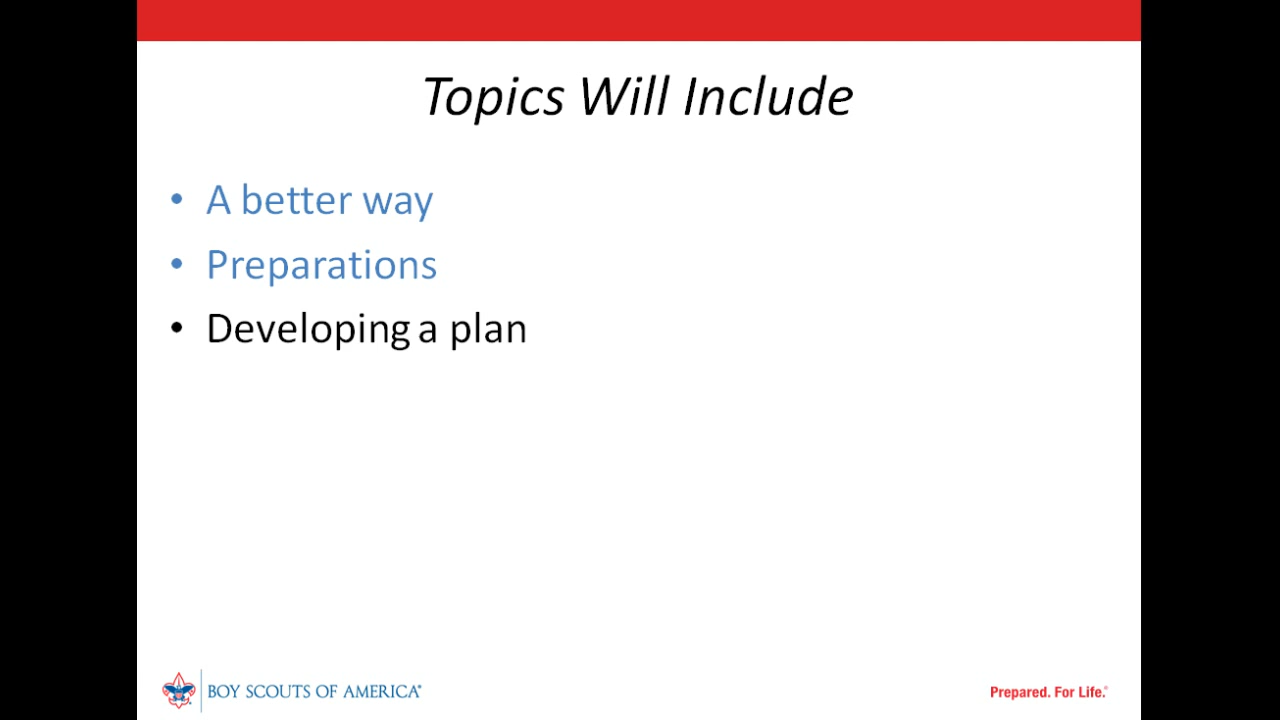 Topics Will Include
• A better way
• Preparations
• Developing a plan
BOY SCOUTS OF AMERICA®
Prepared. For Life.®